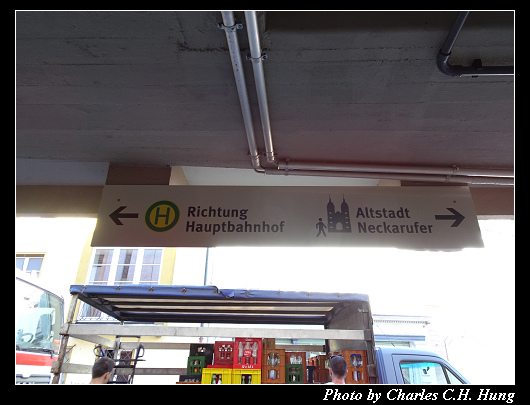 H
Richtung
Hauptbahnhof
Altstadt
Neckarufer
Photo by Charles C.H. Hung